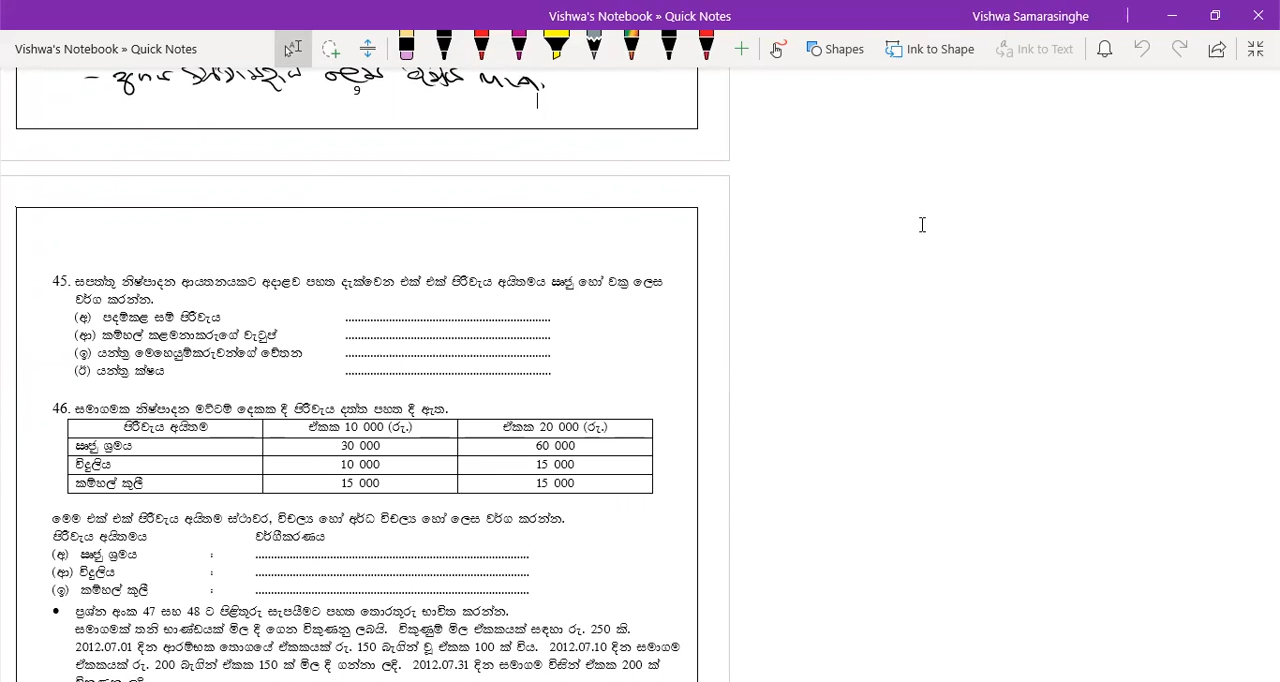 Vishwa's Notebook » Quick Notes
Vishwa Samarasinghe
Vishwa's Notebook » Quick Notes
Shapes
Ink to Shape
Ink to Text
45. සපත්තු නිෂ්පාදන ආයතනයකට අදාළව පහත දැක්වෙන එක් එක් පිරිවැය අයිතමය ඍජු හෝ වක්‍ර ලෙස
වර්ග කරන්න.
(අ) පදම්කළ සම් පිරිවැය ....................................................
(ආ) කම්හල් කළමනාකරුගේ වැටුප් ....................................................
(ඉ) යන්ත්‍ර මෙහෙයුම්කරුවන්ගේ වේතන ....................................................
(ඊ) යන්ත්‍ර ක්ෂය ....................................................
46. සමාගමක නිෂ්පාදන මට්ටම් දෙකක දී පිරිවැය දත්ත පහත දී ඇත.
පිරිවැය අයිතම ඒකක 10 000 (රු.) ඒකක 20 000 (රු.)
ඍජු ශ්‍රමය 30 000 60 000
විදුලිය 10 000 15 000
කම්හල් කුලී 15 000 15 000
මෙම එක් එක් පිරිවැය අයිතම ස්ථාවර, විචල්‍ය හෝ අර්ධ විචල්‍ය හෝ ලෙස වර්ග කරන්න.
පිරිවැය අයිතමය වර්ගීකරණය
(අ) ඍජු ශ්‍රමය : ......................................................................
(ආ) විදුලිය : ......................................................................
(ඉ) කම්හල් කුලී : ......................................................................
• ප්‍රශ්න අංක 47 සහ 48 ට පිළිතුරු සැපයීමට පහත තොරතුරු භාවිත කරන්න.
සමාගමක් තනි භාණ්ඩයක් මිල දී ගෙන විකුණනු ලබයි. විකුණුම් මිල ඒකකයක් සඳහා රු. 250 කි.
2012.07.01 දින ආරම්භක තොගයේ ඒකකයක් රු. 150 බැගින් වූ ඒකක 100 ක් විය. 2012.07.10 දින සමාගම
ඒකකයක් රු. 200 බැගින් ඒකක 150 ක් මිල දී ගන්නා ලදී. 2012.07.31 දින සමාගම විසින් ඒකක 200 ක්